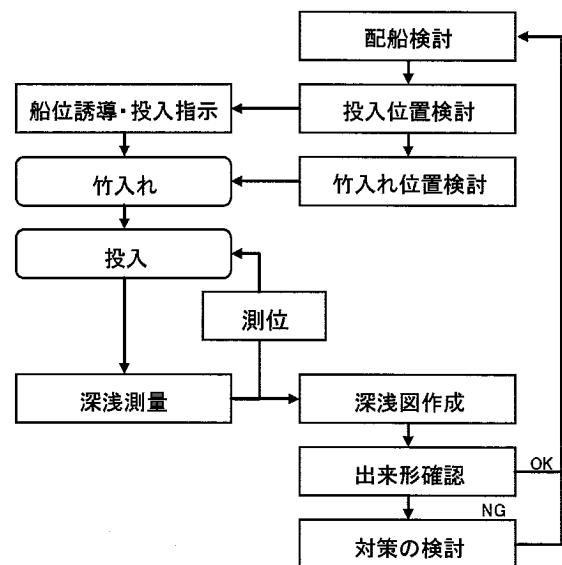 配船検討
船位誘導・投入指示
投入位置検討
竹入れ
竹入れ位置検討
投入
測位
深浅測量
深浅図作成
出来形確認
OK
NG
対策の検討